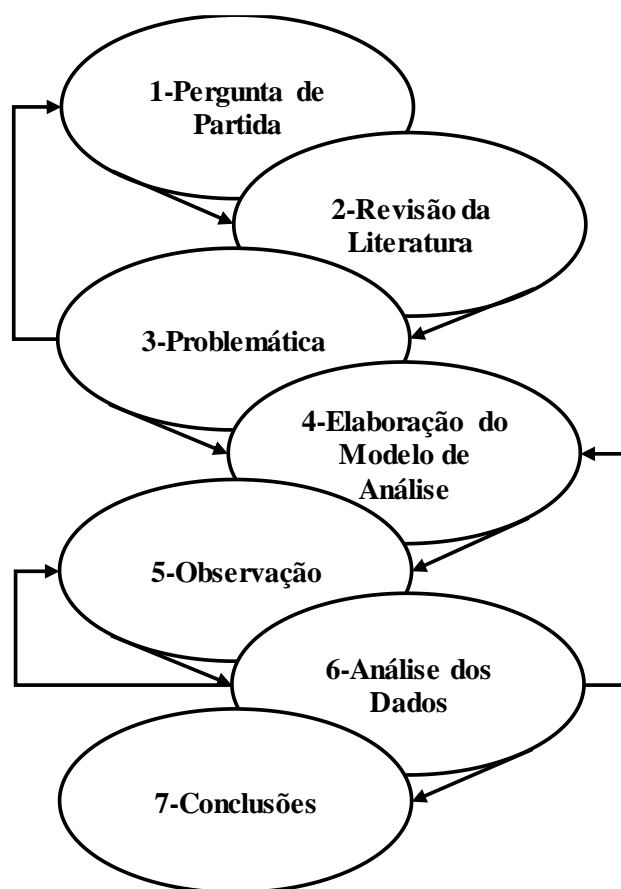 1-Pergunta de
Partida
2-Revisão da
Literatura
3-Problemática
4-Elaboração do
Modelo de
Análise
5-Observação
6-Análise dos
Dados
7-Conclusões